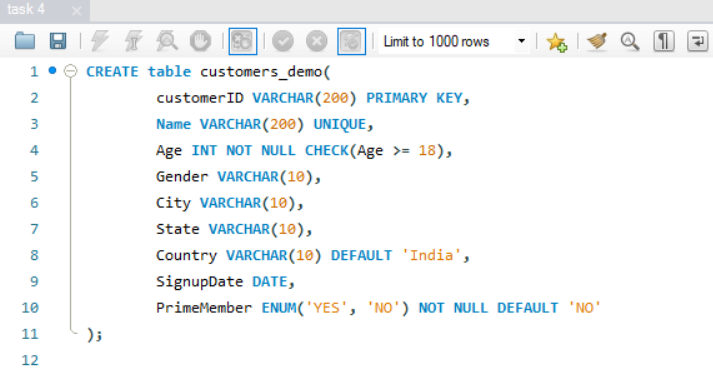 task 4
Limit to 1000 rows
1 CREATE table customers_demo(
2 customerID VARCHAR(200) PRIMARY KEY,
3 Name VARCHAR(200) UNIQUE,
4 Age INT NOT NULL CHECK(Age >= 18),
5 Gender VARCHAR(10),
6 City VARCHAR(10),
7 State VARCHAR(10),
8 Country VARCHAR(10) DEFAULT 'India',
9 SignupDate DATE,
10 PrimeMember ENUM('YES', 'NO') NOT NULL DEFAULT 'NO'
11 );
12